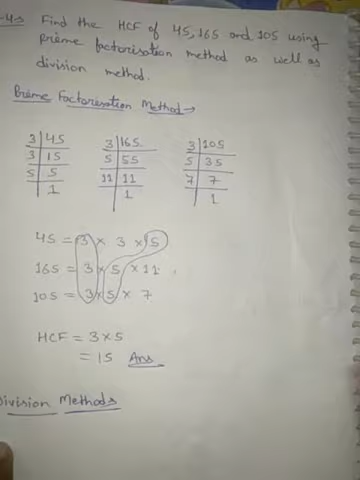 Find the HCF of 45, 165 and 105 using
prime factorisation method as well as
division method.
Prime Factorisation Method →
3 | 45 3 | 165 3 | 105
3 | 15 5 | 55 5 | 35
5 | 5 11 | 11 7 | 7
1 1 1
45 = 3 × 3 × 5
165 = 3 × 5 × 11
105 = 3 × 5 × 7
HCF = 3 × 5
= 15 Ans
Division Methods